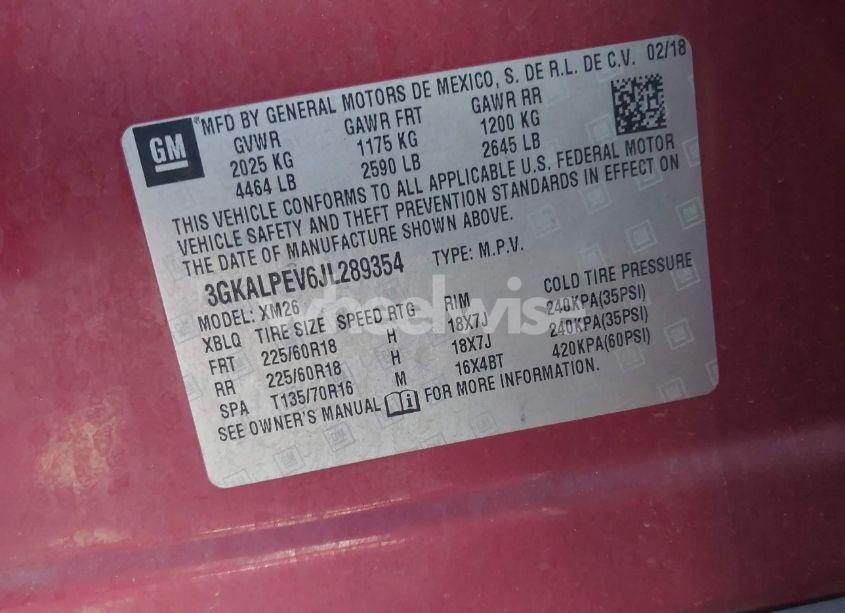 GM
MFD BY GENERAL MOTORS DE MEXICO, S. DE R.L. DE C.V. 02/18
GVWR GAWR FRT GAWR RR
2025 KG 1175 KG 1200 KG
4464 LB 2590 LB 2645 LB
THIS VEHICLE CONFORMS TO ALL APPLICABLE U.S. FEDERAL MOTOR
VEHICLE SAFETY AND THEFT PREVENTION STANDARDS IN EFFECT ON
THE DATE OF MANUFACTURE SHOWN ABOVE.
3GKALPEV6JL289354 TYPE: M.P.V.
MODEL: XM26
XBLQ TIRE SIZE SPEED RTG RIM COLD TIRE PRESSURE
FRT 225/60R18 H 18X7J 240KPA(35PSI)
RR 225/60R18 H 18X7J 240KPA(35PSI)
SPA T135/70R16 M 16X4BT 420KPA(60PSI)
SEE OWNER'S MANUAL i FOR MORE INFORMATION.
wheelwise